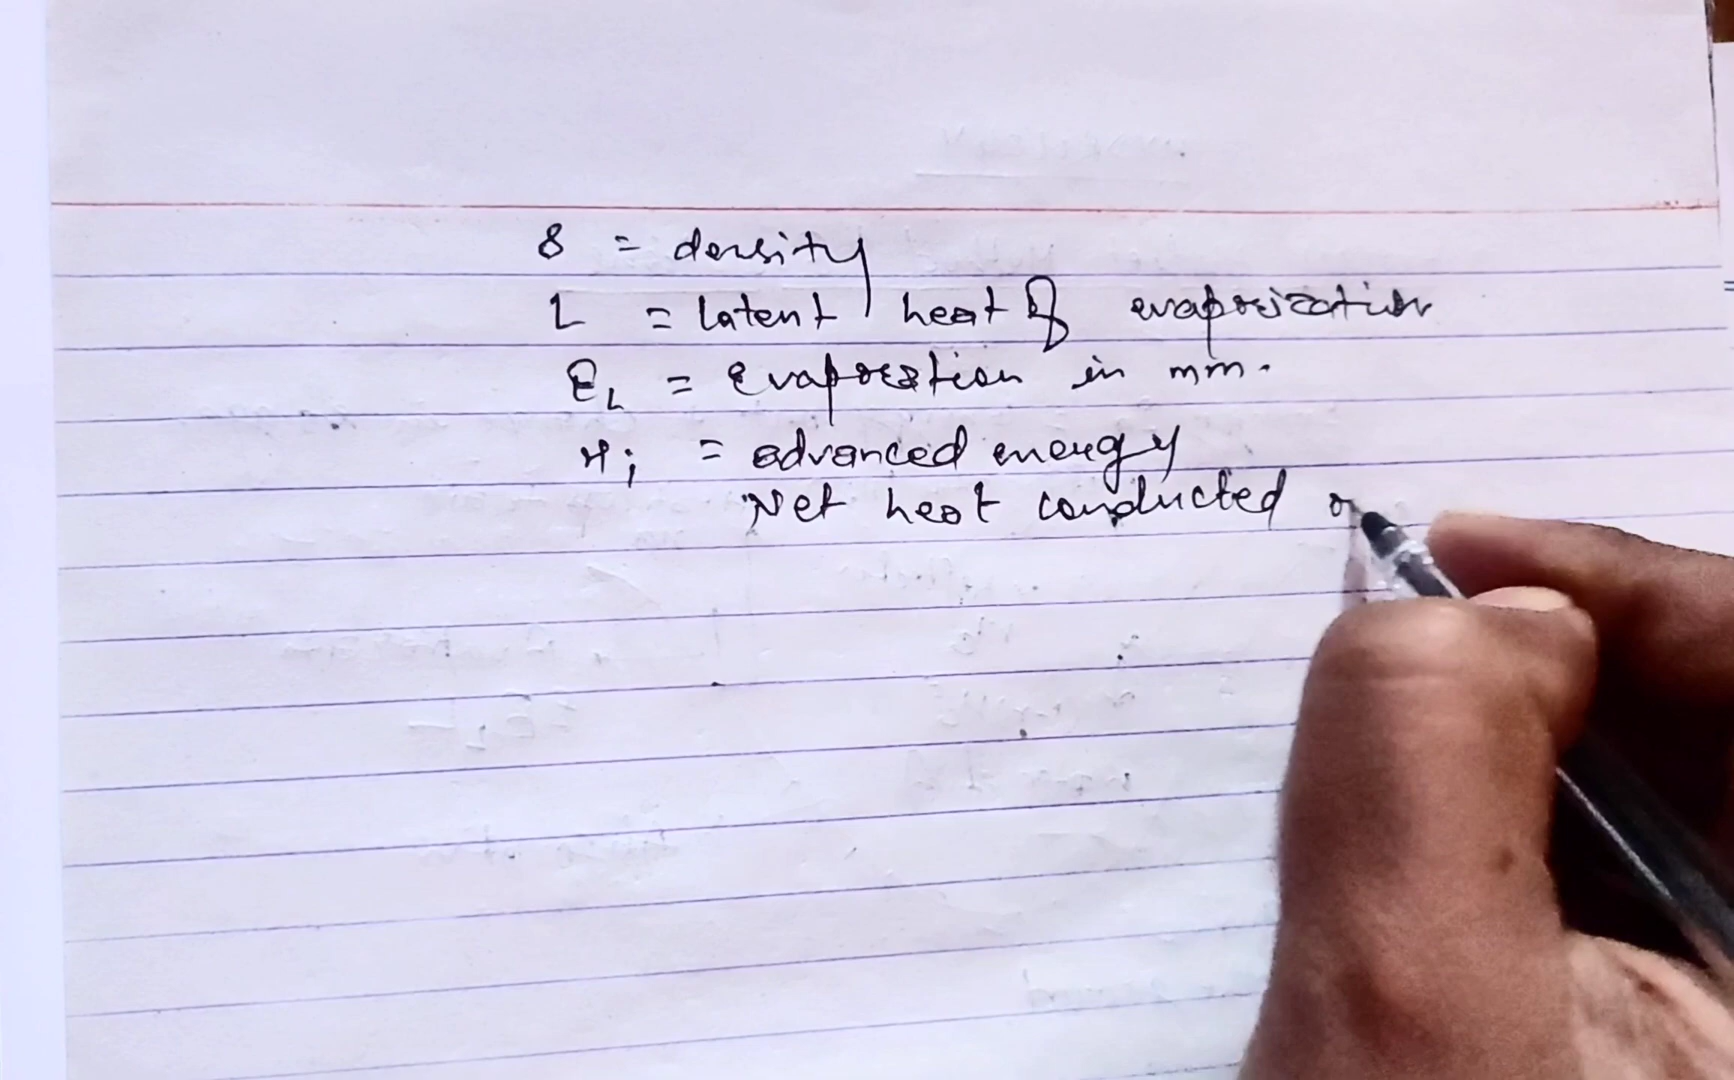 δ = density
L = latent heat of evaporization
EL = Evaporation in mm.
Hi = advanced energy
Net heat conducted o